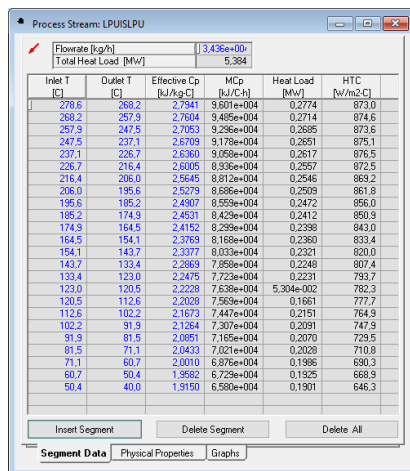 Process Stream: LPUISLPU
Flowrate [kg/h] 3,436e+00
Total Heat Load [MW] 5,384
Inlet T Outlet T Effective Cp MCp Heat Load HTC
[C] [C] [kJ/kg-C] [kJ/C-h] [MW] [W/m2-C]
278,6 268,2 2,7941 9,601e+004 0,2774 873,0
268,2 257,9 2,7604 9,485e+004 0,2714 874,6
257,9 247,5 2,7053 9,296e+004 0,2685 873,6
247,5 237,1 2,6709 9,178e+004 0,2651 875,1
237,1 226,7 2,6360 9,058e+004 0,2617 876,5
226,7 216,4 2,6005 8,936e+004 0,2557 872,5
216,4 206,0 2,5645 8,812e+004 0,2546 869,2
206,0 195,6 2,5279 8,686e+004 0,2509 861,8
195,6 185,2 2,4907 8,559e+004 0,2472 856,0
185,2 174,9 2,4531 8,429e+004 0,2412 850,9
174,9 164,5 2,4152 8,299e+004 0,2398 843,0
164,5 154,1 2,3769 8,168e+004 0,2360 833,4
154,1 143,7 2,3377 8,033e+004 0,2321 820,0
143,7 133,4 2,2869 7,858e+004 0,2248 807,4
133,4 123,0 2,2475 7,723e+004 0,2231 793,7
123,0 120,5 2,2228 7,638e+004 5,304e-002 782,3
120,5 112,6 2,2028 7,569e+004 0,1661 777,7
112,6 102,2 2,1673 7,447e+004 0,2151 764,9
102,2 91,9 2,1264 7,307e+004 0,2091 747,9
91,9 81,5 2,0851 7,165e+004 0,2070 729,5
81,5 71,1 2,0433 7,021e+004 0,2028 710,8
71,1 60,7 2,0010 6,876e+004 0,1986 690,3
60,7 50,4 1,9582 6,729e+004 0,1925 668,9
50,4 40,0 1,9150 6,580e+004 0,1901 646,3
Insert Segment Delete Segment Delete All
Segment Data Physical Properties Graphs